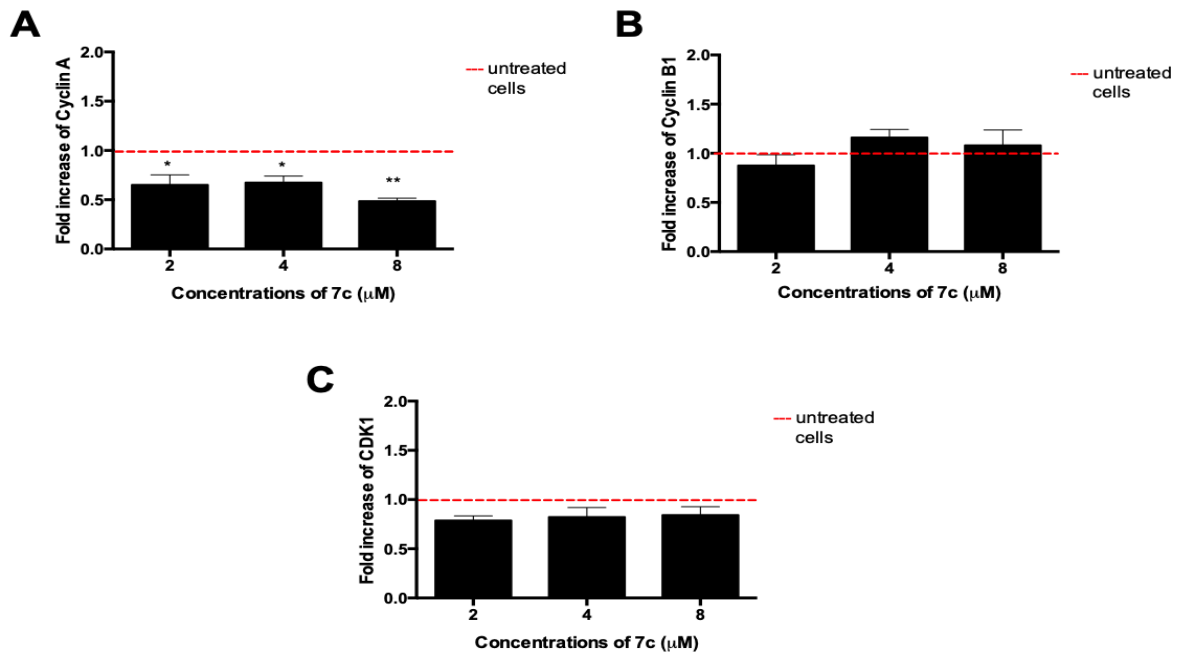 A
Fold increase of Cyclin A
2.0
1.5
1.0
0.5
0.0
*
*
**
2
4
8
Concentrations of 7c (μM)
untreated
cells
B
Fold increase of Cyclin B1
2.0
1.5
1.0
0.5
0.0
2
4
8
Concentrations of 7c (μM)
untreated
cells
C
Fold increase of CDK1
2.0
1.5
1.0
0.5
0.0
2
4
8
Concentrations of 7c (μM)
untreated
cells